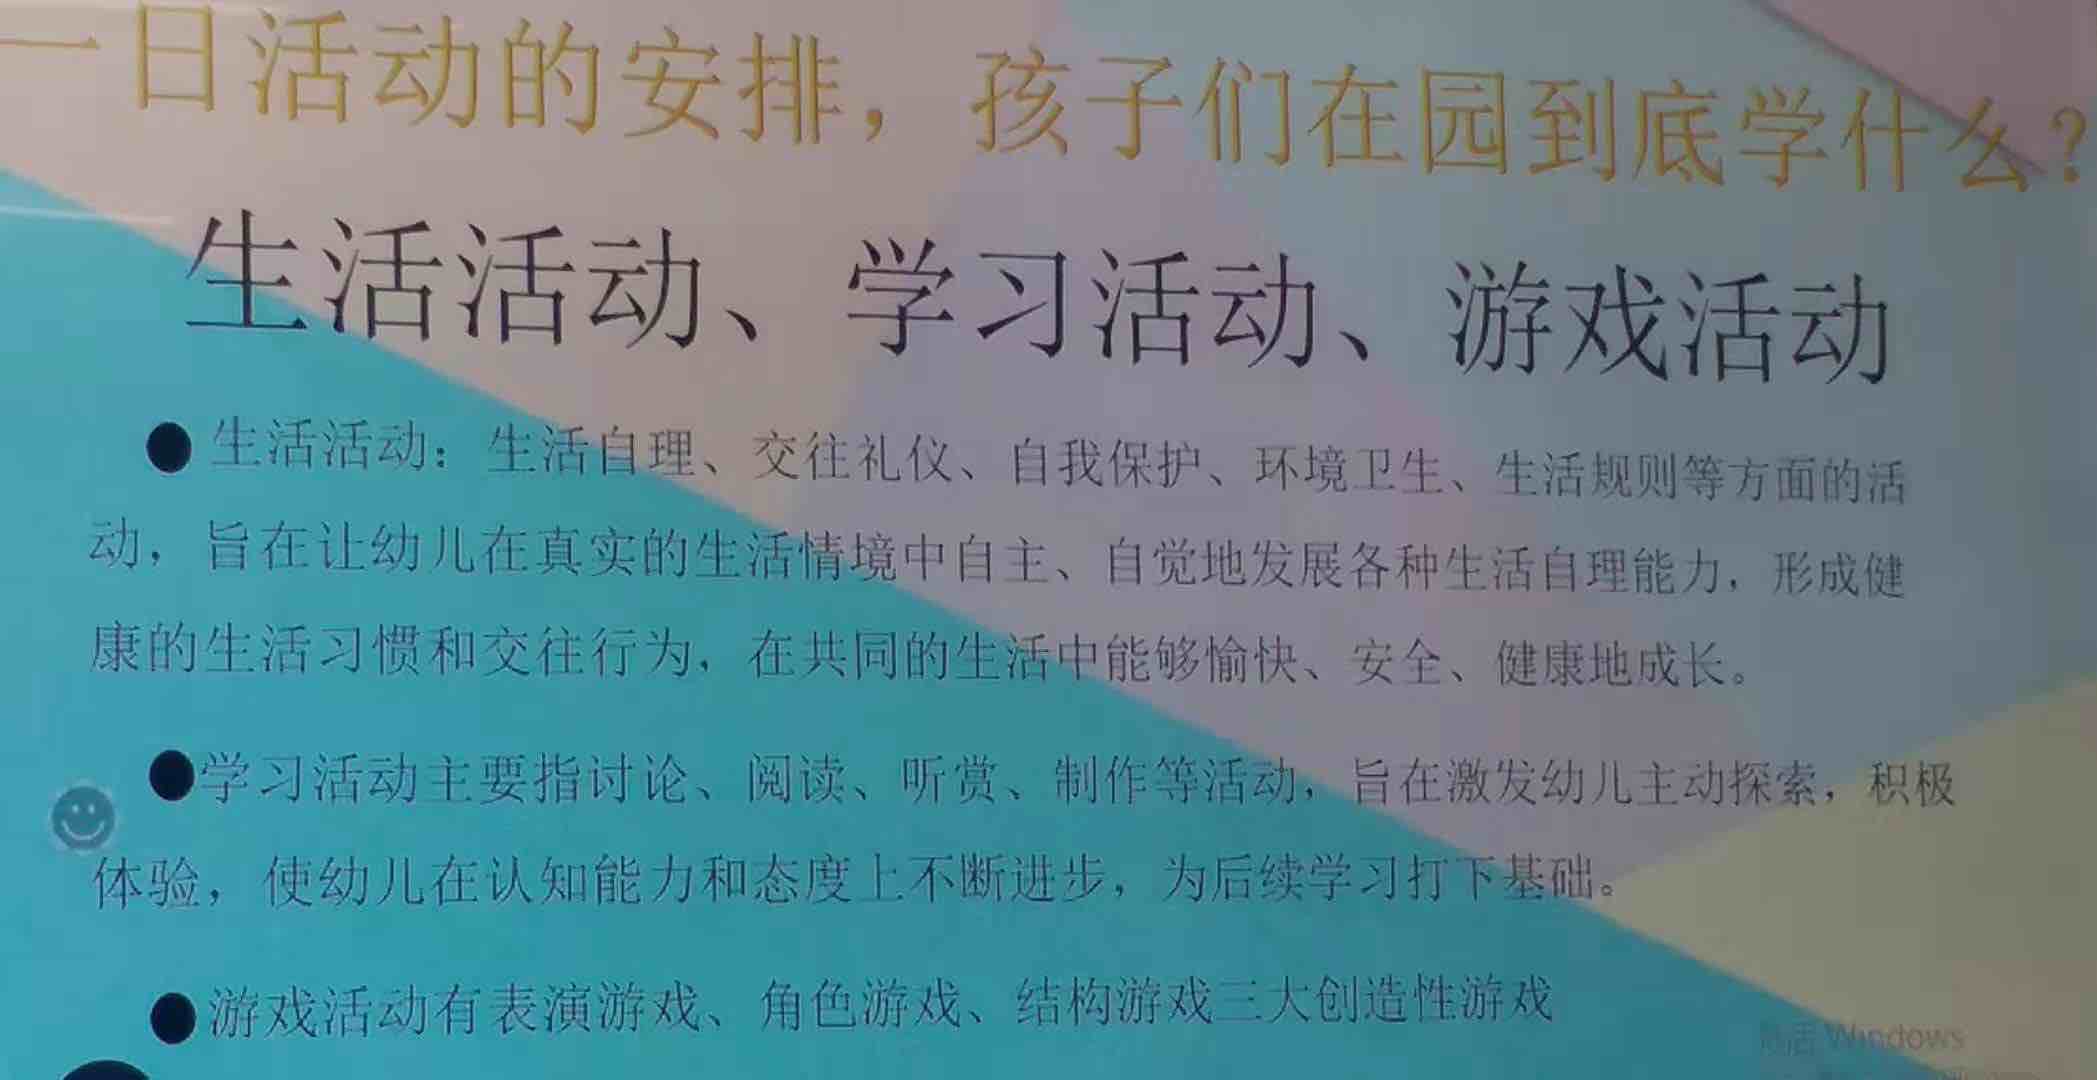 一日活动的安排，孩子们在园到底学什么？
生活活动、学习活动、游戏活动
●生活活动：生活自理、交往礼仪、自我保护、环境卫生、生活规则等方面的活
动，旨在让幼儿在真实的生活情境中自主、自觉地发展各种生活自理能力，形成健
康的生活习惯和交往行为，在共同的生活中能够愉快、安全、健康地成长。
●学习活动主要指讨论、阅读、听赏、制作等活动，旨在激发幼儿主动探索，积极
体验，使幼儿在认知能力和态度上不断进步，为后续学习打下基础。
●游戏活动有表演游戏、角色游戏、结构游戏三大创造性游戏
激活 Windows